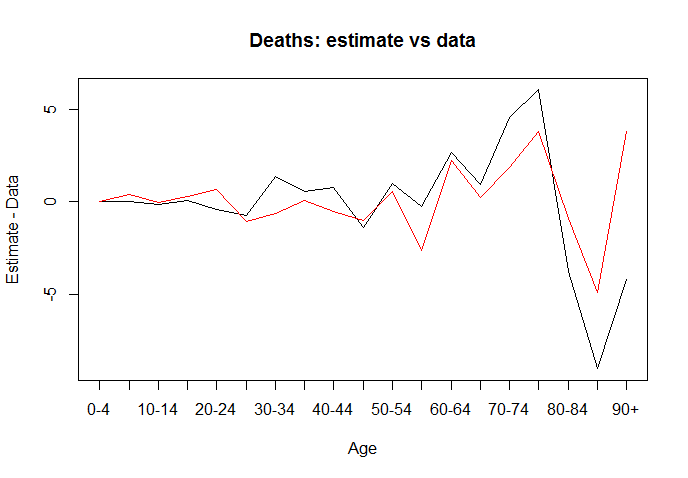 Deaths: estimate vs data
Estimate - Data
5
0
-5
0-4 10-14 20-24 30-34 40-44 50-54 60-64 70-74 80-84 90+
Age